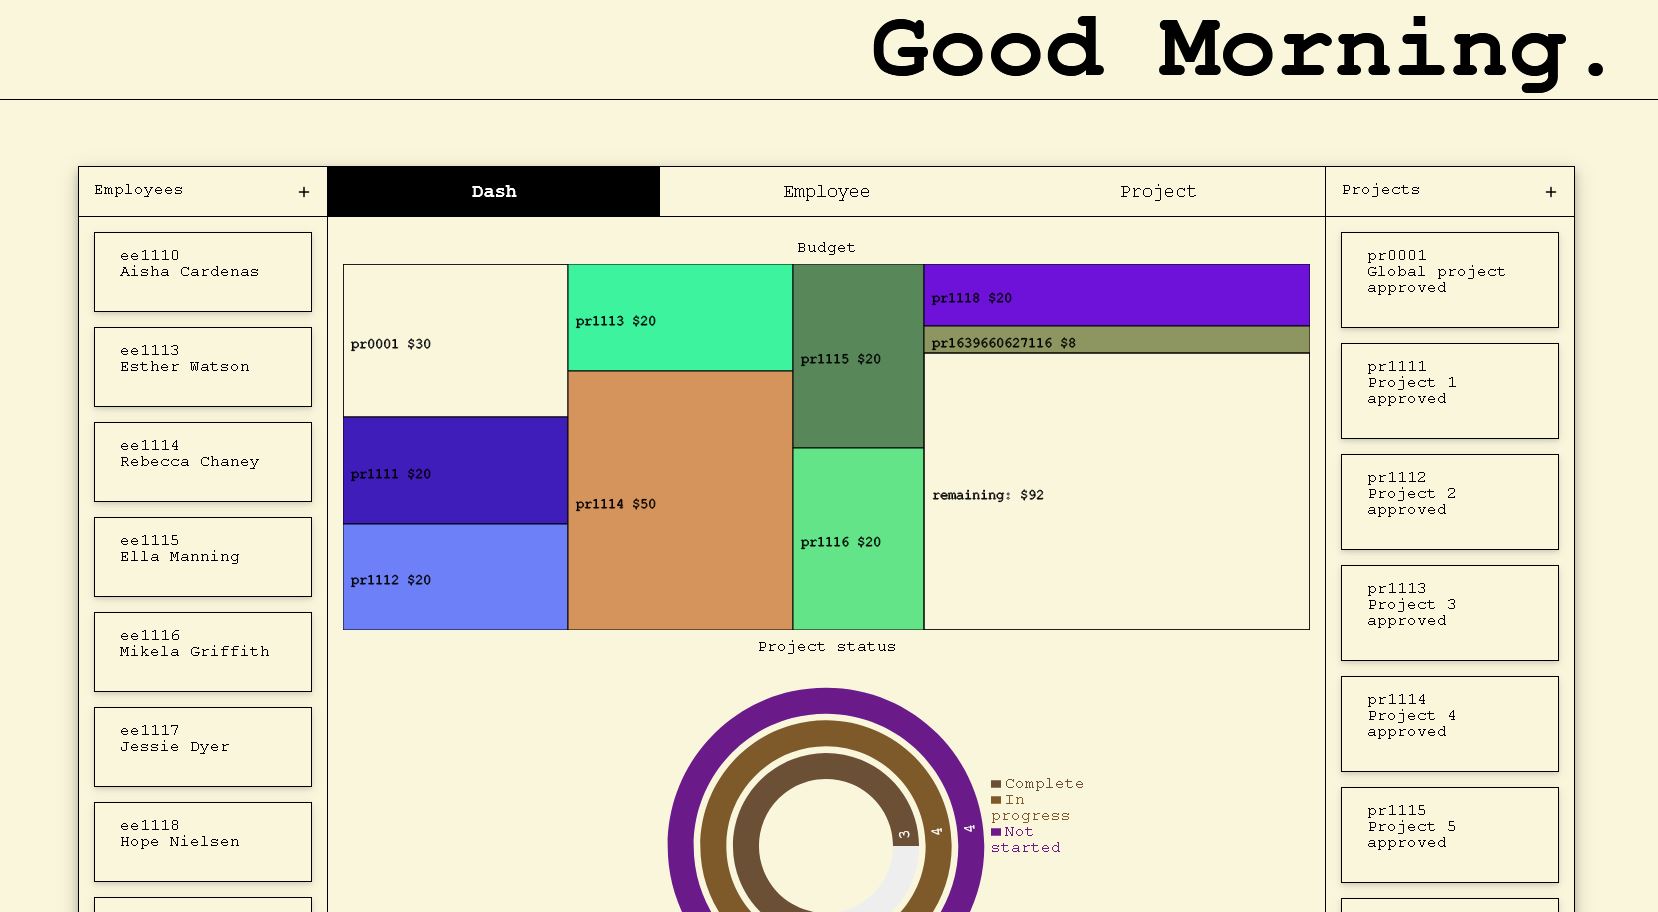 Good Morning.
Employees +
Dash
Employee
Project
Projects +
ee1110
Aisha Cardenas
ee1113
Esther Watson
ee1114
Rebecca Chaney
ee1115
Ella Manning
ee1116
Mikela Griffith
ee1117
Jessie Dyer
ee1118
Hope Nielsen
Budget
pr0001 $30
pr1111 $20
pr1112 $20
pr1113 $20
pr1114 $50
pr1115 $20
pr1116 $20
pr1118 $20
pr1639660627116 $8
remaining: $92
Project status
3
4
4
Complete
In
progress
Not
started
pr0001
Global project
approved
pr1111
Project 1
approved
pr1112
Project 2
approved
pr1113
Project 3
approved
pr1114
Project 4
approved
pr1115
Project 5
approved